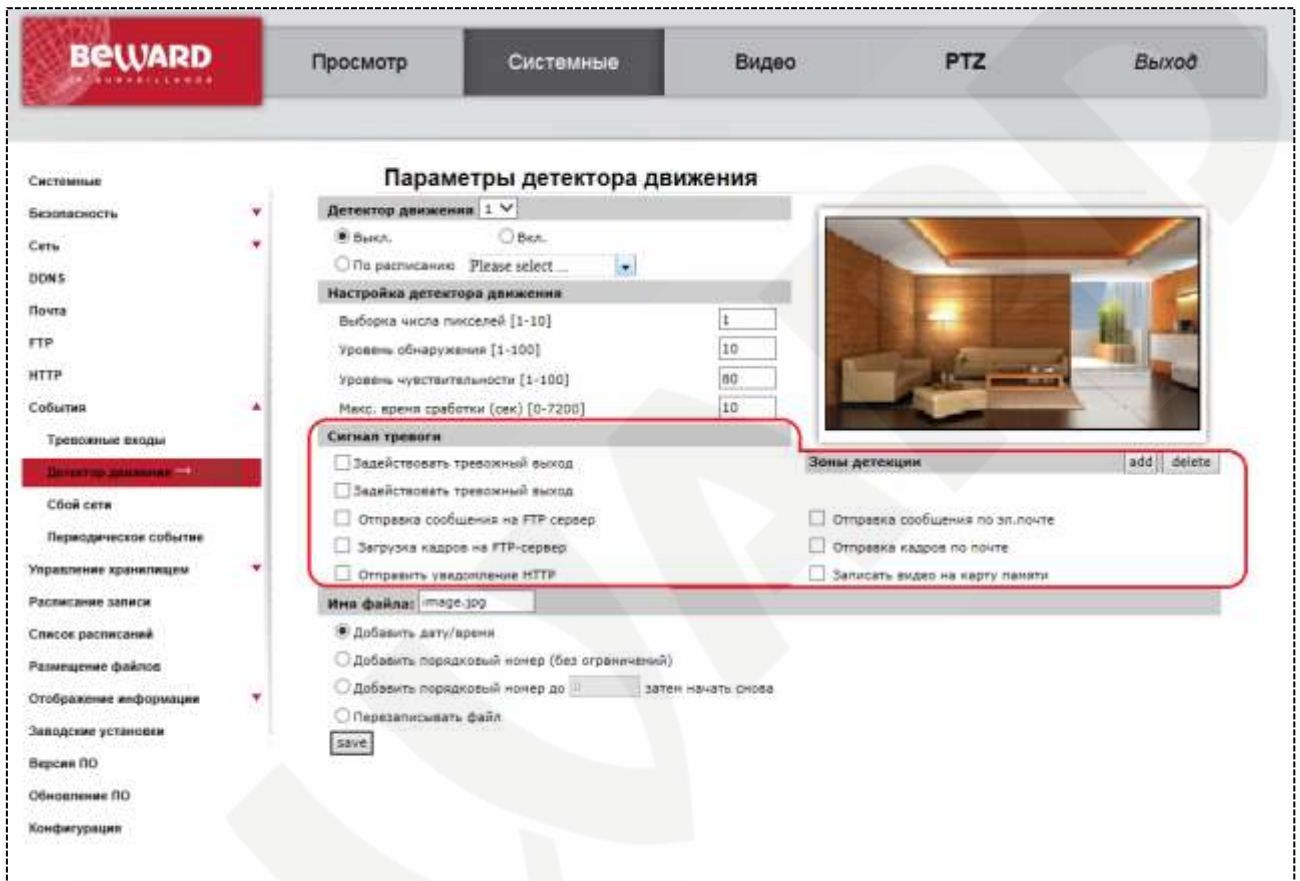 BEWARD
Просмотр
Системные
Видео
PTZ
Выход
Системные
Безопасность
Сеть
DDNS
Почта
FTP
HTTP
События
Тревожные входы
Детектор движения
Сбой сети
Периодическое событие
Управление хранилищем
Расписание записи
Список расписаний
Размещение файлов
Отображение информации
Заводские установки
Версия ПО
Обновление ПО
Конфигурация
Параметры детектора движения
Детектор движения 1
Выкл. Вкл.
По расписанию Please select ...
Настройка детектора движения
Выборка числа пикселей [1-10] 1
Уровень обнаружения [1-100] 10
Уровень чувствительности [1-100] 80
Макс. время сработки (сек) [0-7200] 10
Сигнал тревоги
Задействовать тревожный выход
Зоны детекции add delete
Задействовать тревожный выход
Отправка сообщения на FTP сервер
Отправка сообщения по эл.почте
Загрузка кадров на FTP-сервер
Отправка кадров по почте
Отправить уведомление HTTP
Записать видео на карту памяти
Имя файла: image.jpg
Добавить дату/время
Добавить порядковый номер (без ограничений)
Добавить порядковый номер до 0 затем начать снова
Перезаписывать файл
save